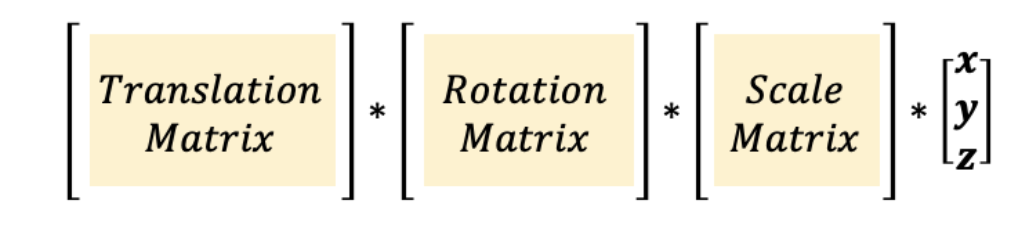 [Translation Matrix] * [Rotation Matrix] * [Scale Matrix] * [x y z]